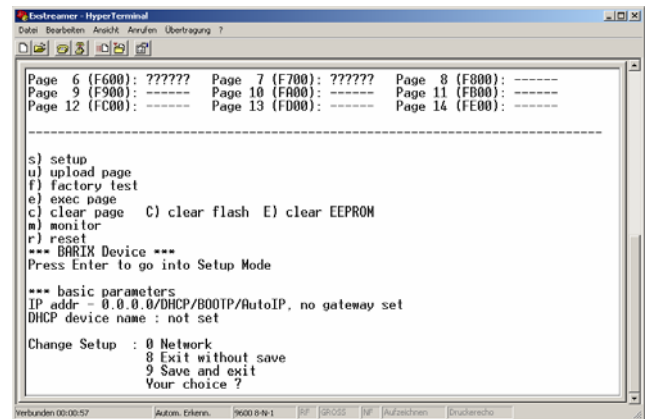 Exstreamer - HyperTerminal
Datei Bearbeiten Ansicht Anrufen Übertragung ?
Page 6 (F600): ?????? Page 7 (F700): ?????? Page 8 (F800): ------
Page 9 (F900): ------ Page 10 (FA00): ------ Page 11 (FB00): ------
Page 12 (FC00): ------ Page 13 (FD00): ------ Page 14 (FE00): ------
-------------------------------------------------------------------------------
s) setup
u) upload page
f) factory test
e) exec page
c) clear page C) clear flash E) clear EEPROM
m) monitor
r) reset
*** BARIX Device ***
Press Enter to go into Setup Mode
*** basic parameters
IP addr - 0.0.0.0/DHCP/BOOTP/AutoIP, no gateway set
DHCP device name : not set
Change Setup : 0 Network
8 Exit without save
9 Save and exit
Your choice ?
Verbunden 00:00:57 Autom. Erkenn. 9600 8-N-1 RF GROSS NF Aufzeichnen Druckerecho